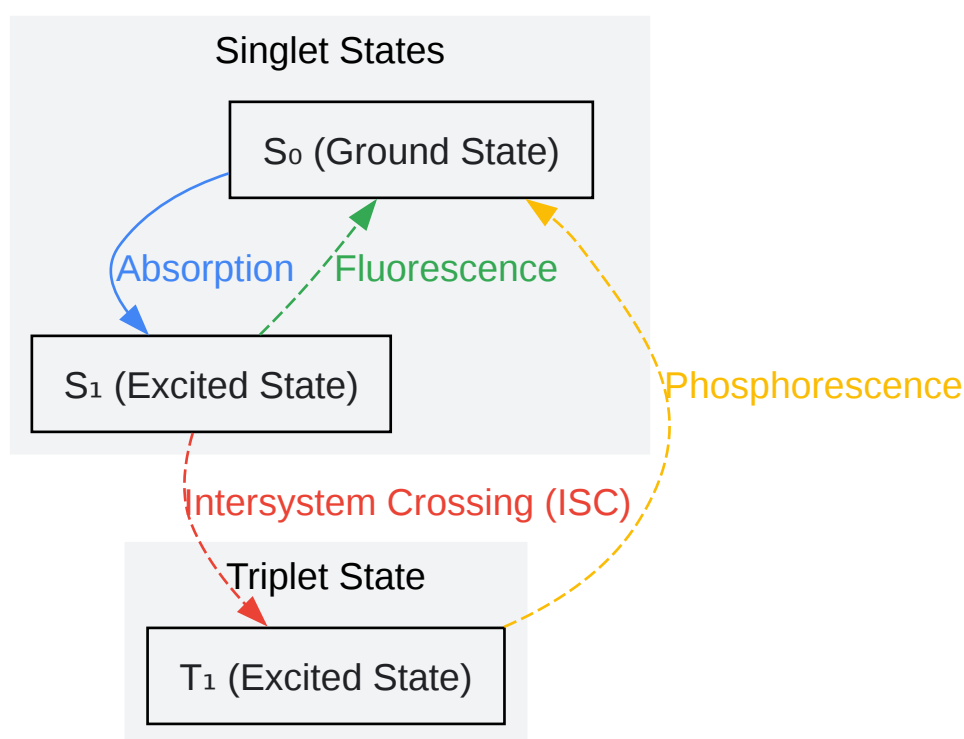 Singlet States
S₀ (Ground State)
Absorption
Fluorescence
S₁ (Excited State)
Phosphorescence
Intersystem Crossing (ISC)
Triplet State
T₁ (Excited State)